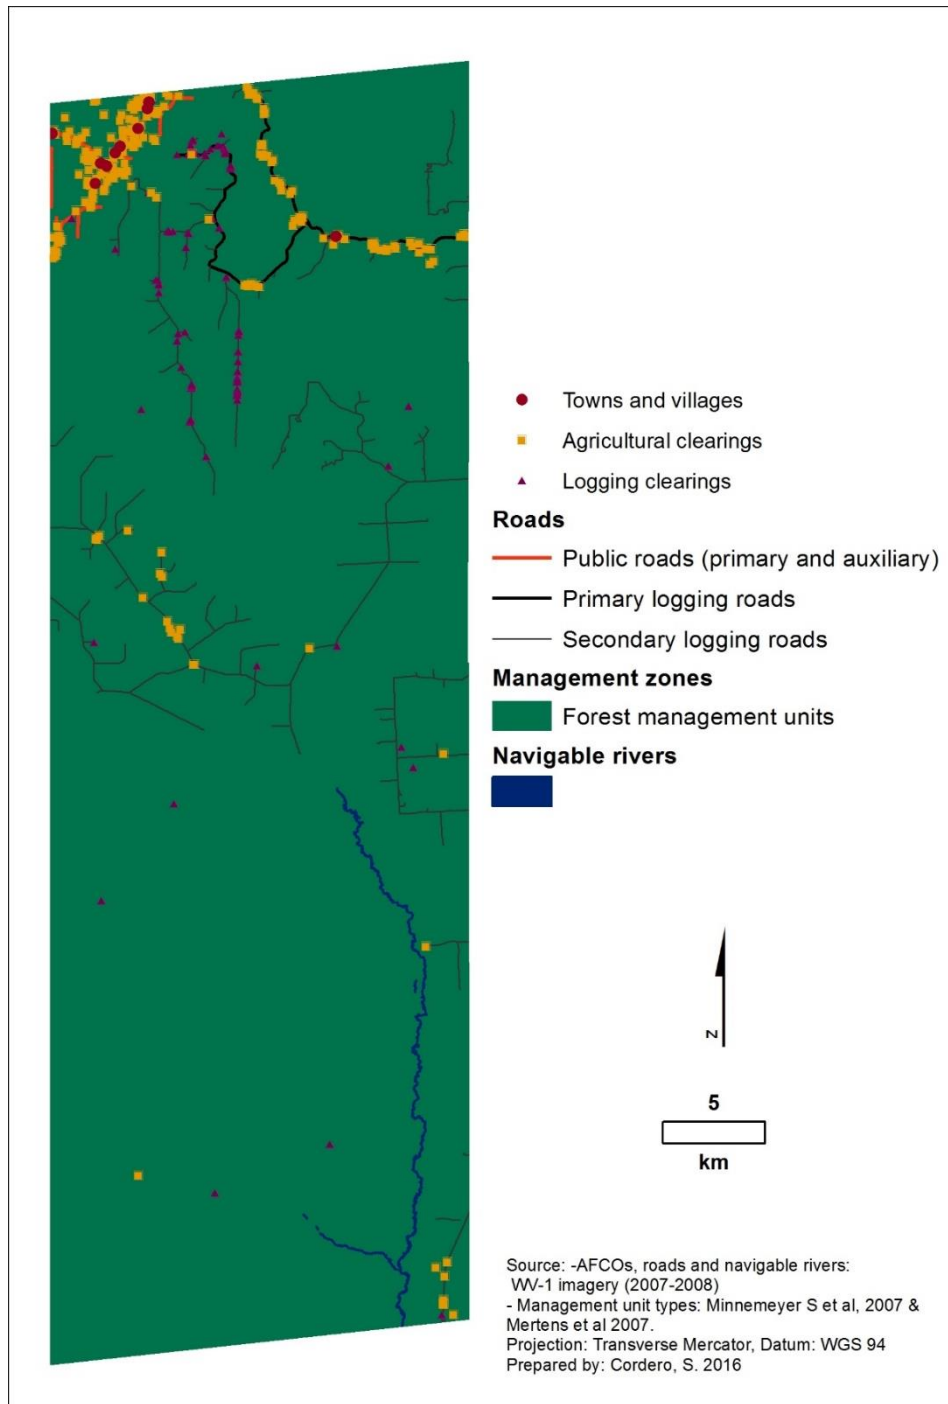 Towns and villages
Agricultural clearings
Logging clearings
Roads
Public roads (primary and auxiliary)
Primary logging roads
Secondary logging roads
Management zones
Forest management units
Navigable rivers
N
5
km
Source: -AFCOs, roads and navigable rivers:
WV-1 imagery (2007-2008)
- Management unit types: Minnemeyer S et al, 2007 &
Mertens et al 2007.
Projection: Transverse Mercator, Datum: WGS 94
Prepared by: Cordero, S. 2016